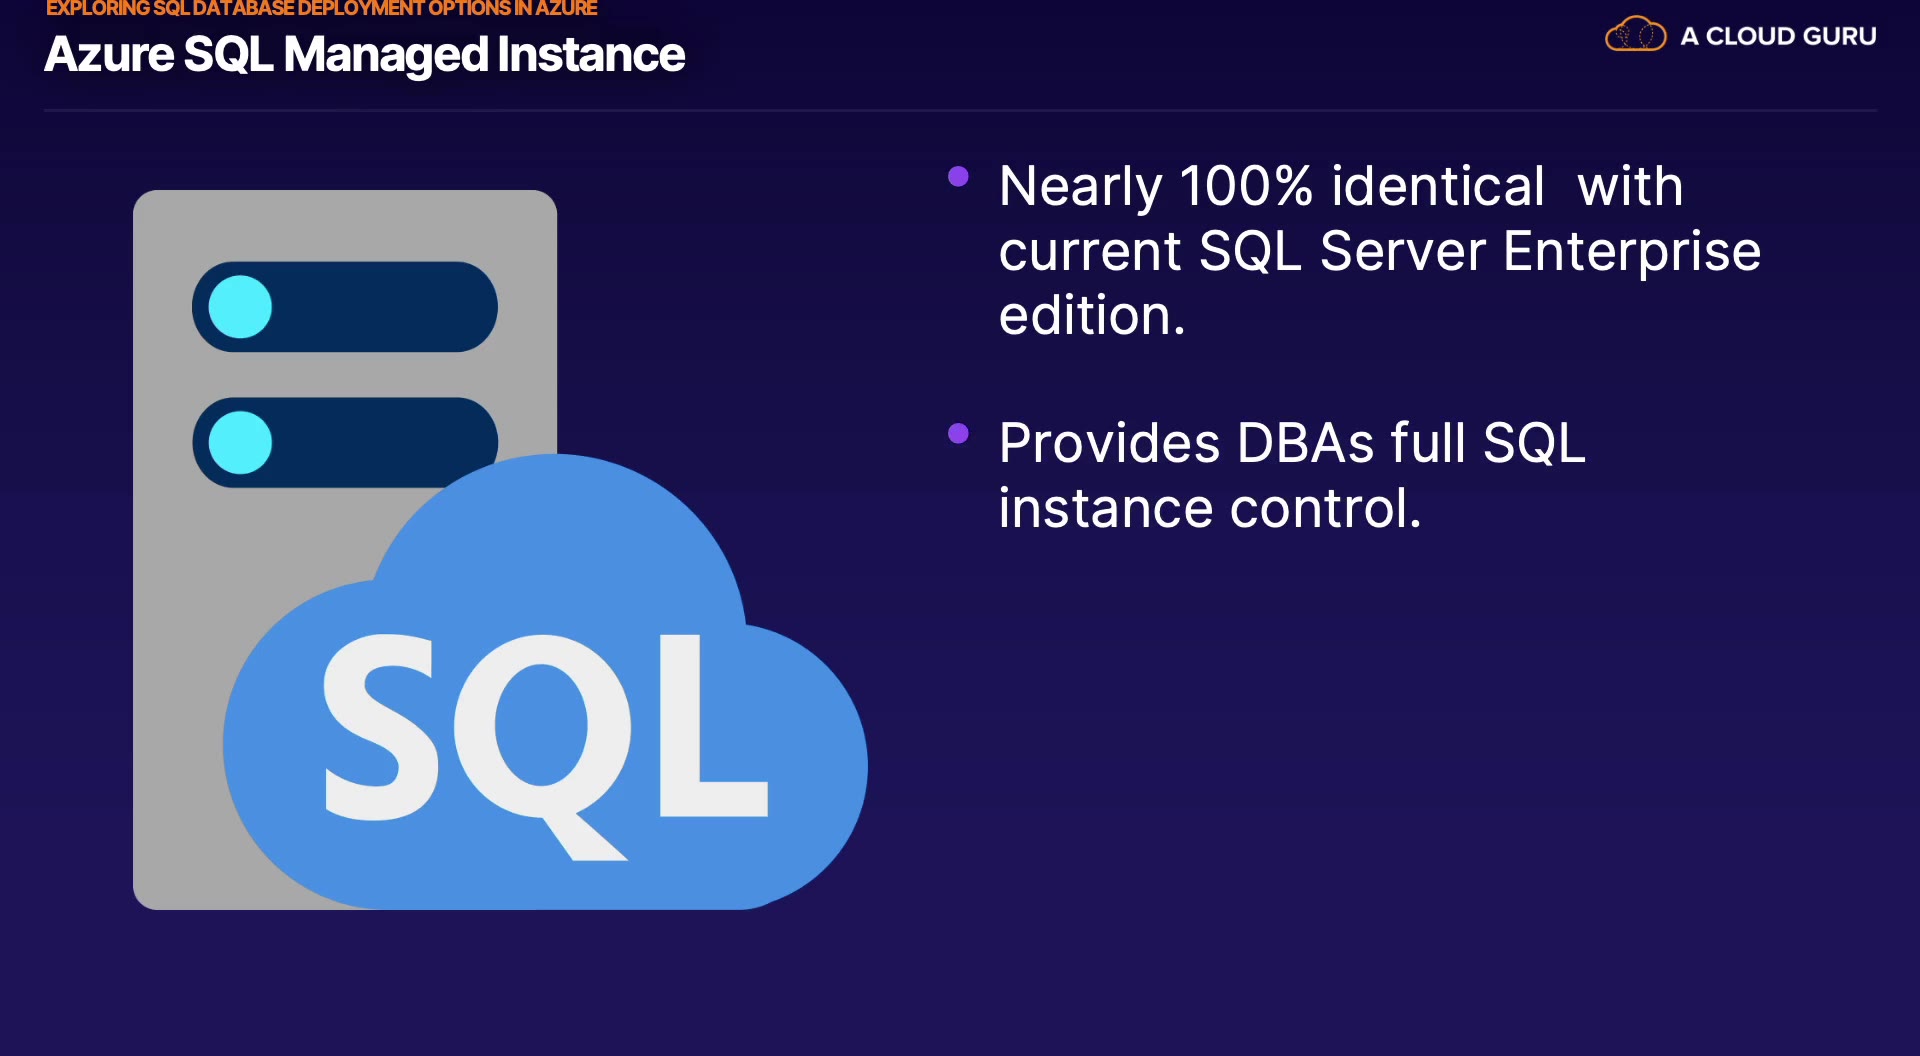 EXPLORING SQL DATABASE DEPLOYMENT OPTIONS IN AZURE
Azure SQL Managed Instance
A CLOUD GURU
Nearly 100% identical  with
current SQL Server Enterprise
edition.
Provides DBAs full SQL
instance control.
SQL